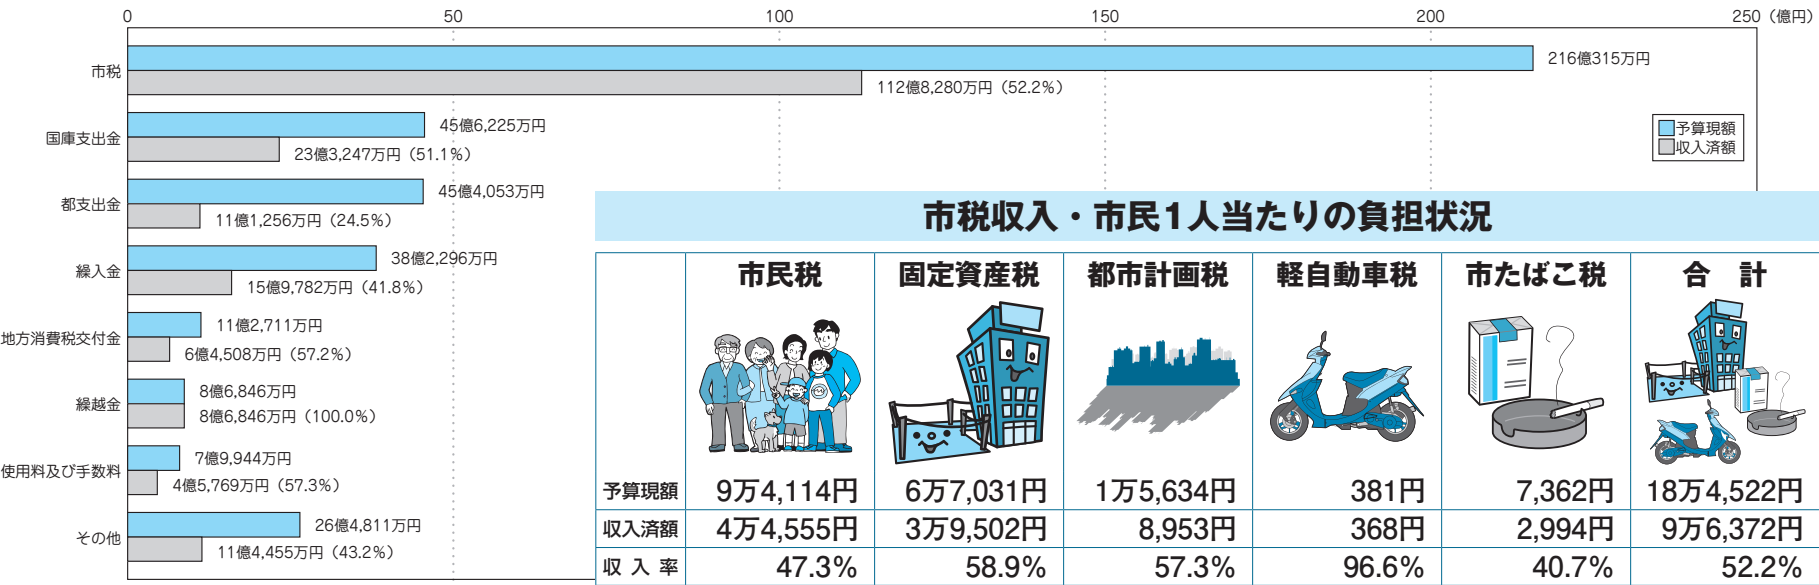 0 50 100 150 200 250（億円）
市税
216億315万円
112億8,280万円（52.2%）
国庫支出金
45億6,225万円
23億3,247万円（51.1%）
予算現額
収入済額
都支出金
45億4,053万円
11億1,256万円（24.5%）
繰入金
38億2,296万円
15億9,782万円（41.8%）
地方消費税交付金
11億2,711万円
6億4,508万円（57.2%）
繰越金
8億6,846万円
8億6,846万円（100.0%）
使用料及び手数料
7億9,944万円
4億5,769万円（57.3%）
その他
26億4,811万円
11億4,455万円（43.2%）
0 50
市税収入・市民1人当たりの負担状況
市民税 固定資産税 都市計画税 軽自動車税 市たばこ税 合　計
予算現額 9万4,114円 6万7,031円 1万5,634円 381円 7,362円 18万4,522円
収入済額 4万4,555円 3万9,502円 8,953円 368円 2,994円 9万6,372円
収 入 率 47.3% 58.9% 57.3% 96.6% 40.7% 52.2%